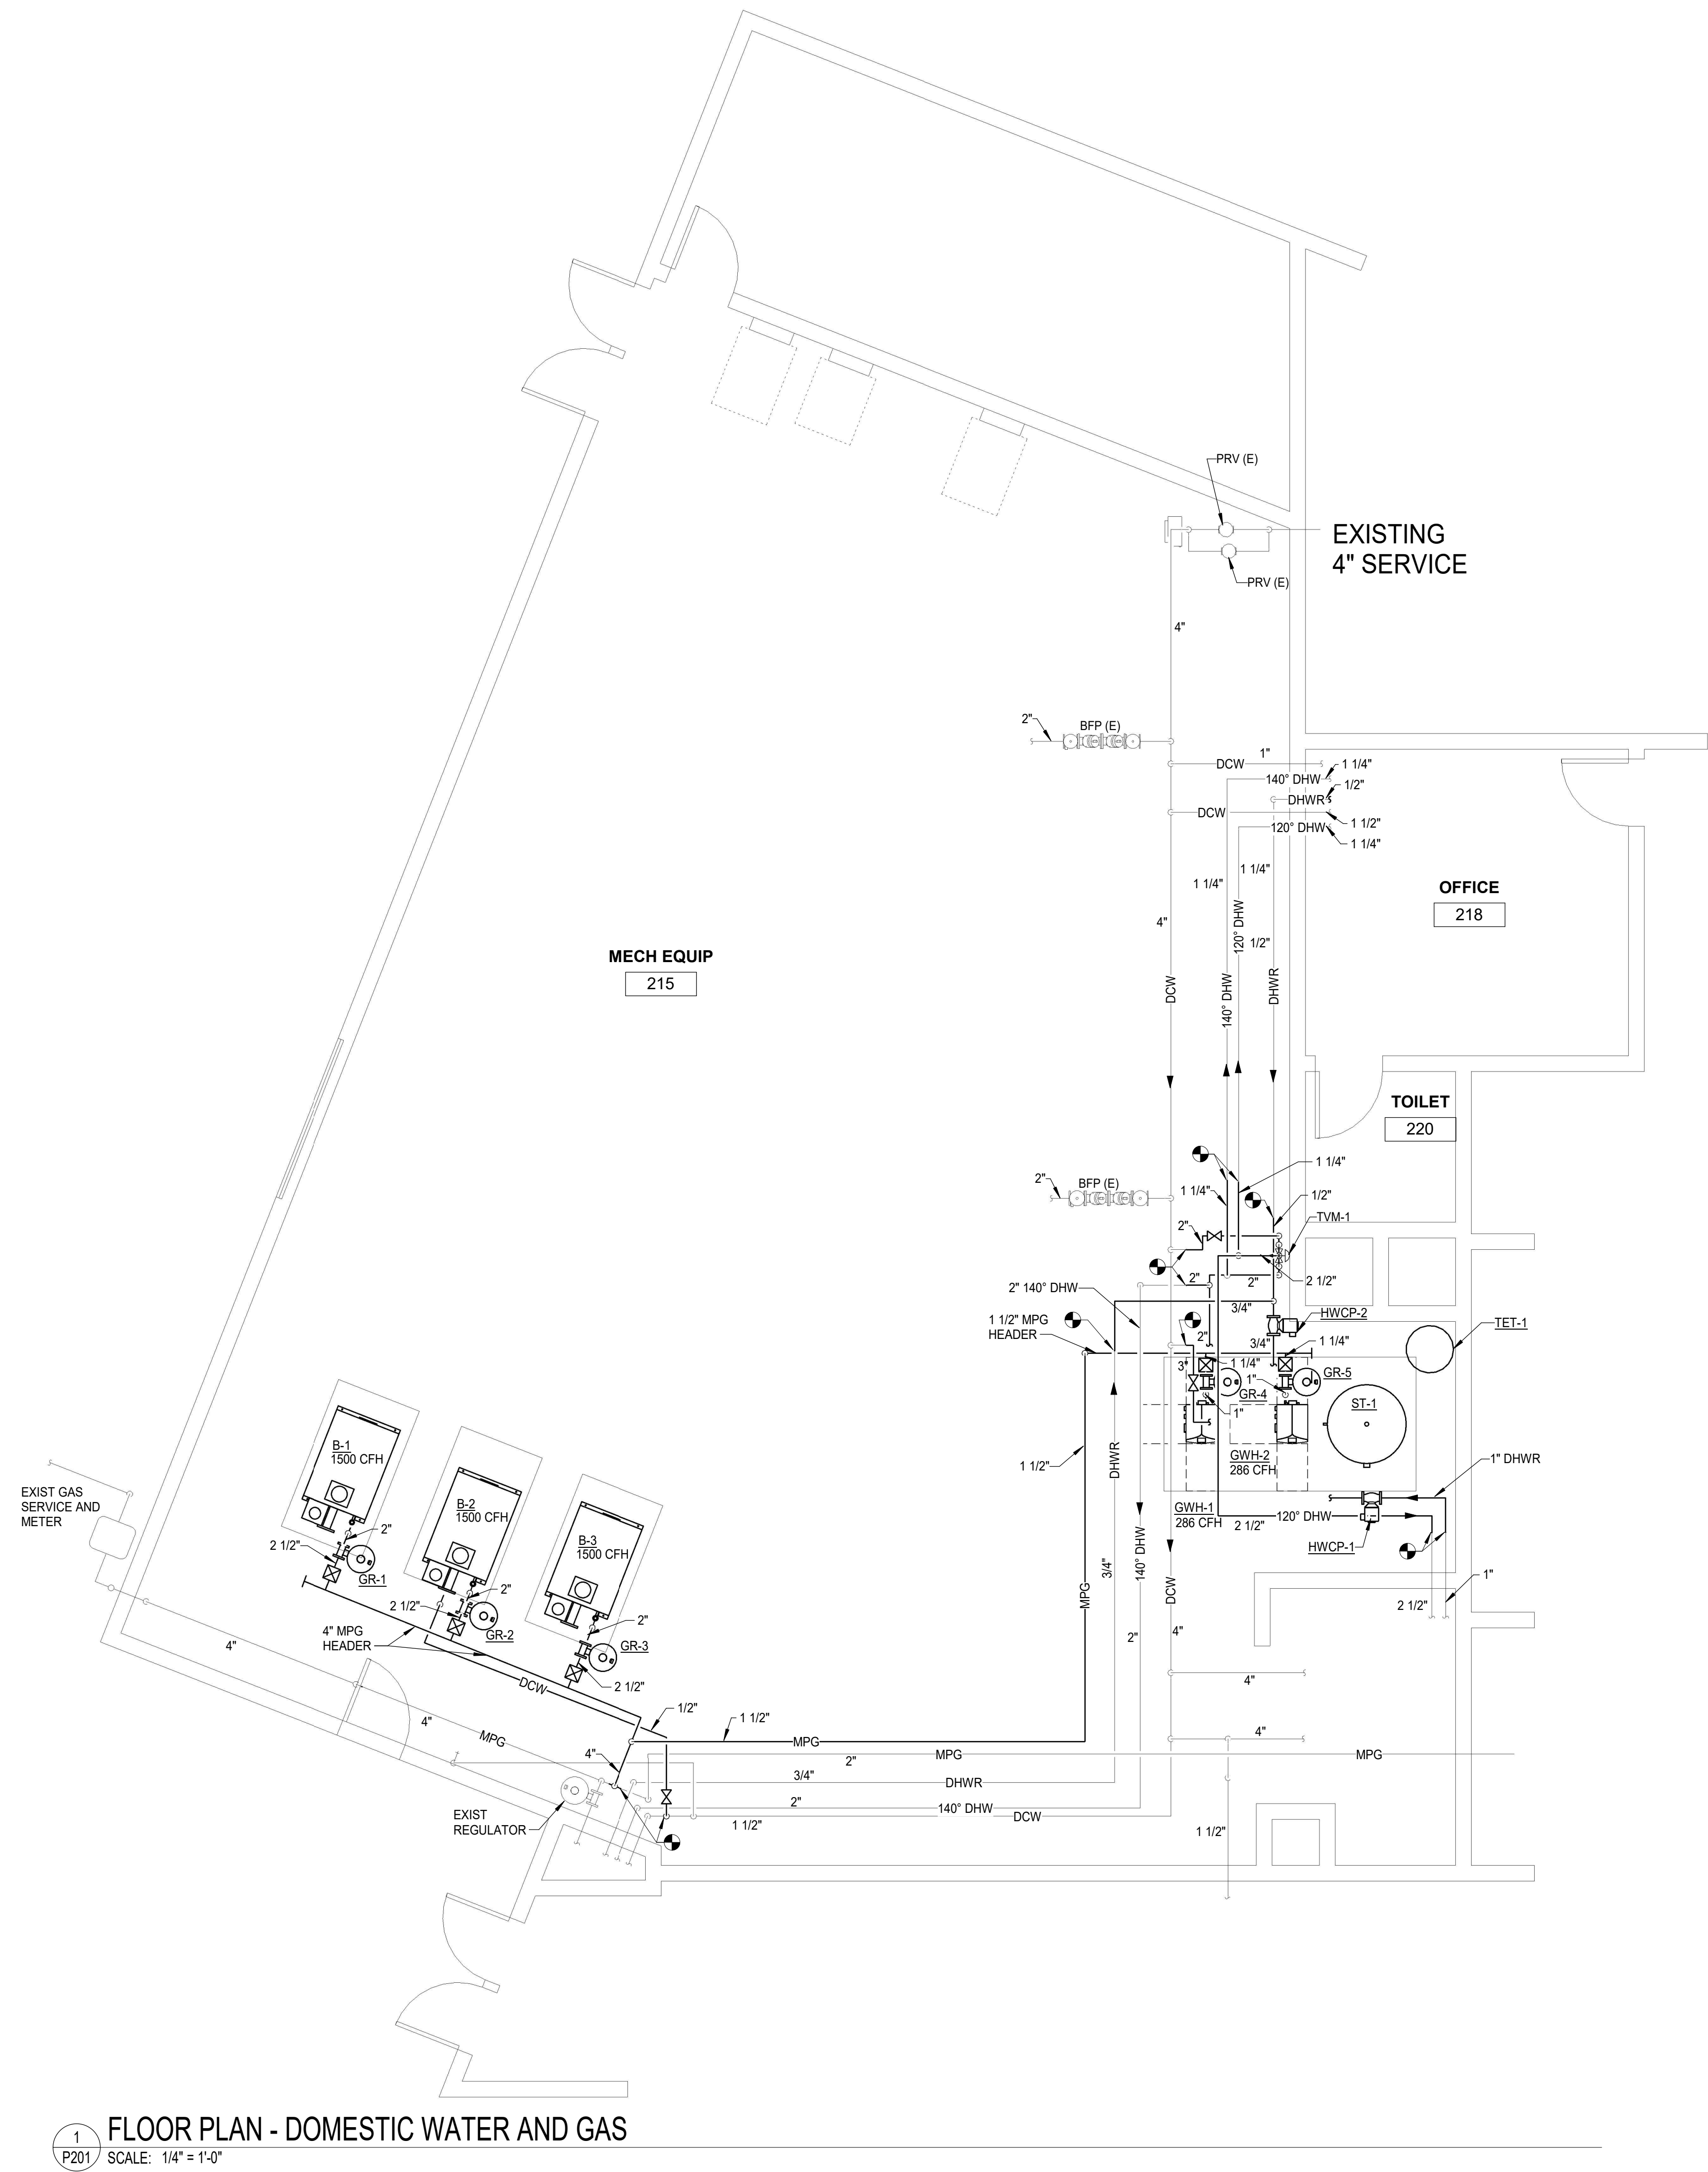 PRV (E)
EXISTING
4" SERVICE
PRV (E)
4"
2"
BFP (E)
1"
DCW
1 1/4"
140° DHW
1/2"
DHWR
DCW
1 1/2"
120° DHW
1 1/4"
1 1/4"
1 1/4"
OFFICE
218
4"
120° DHW
1/2"
MECH EQUIP
215
DCW
140° DHW
DHWR
TOILET
220
1 1/4"
2"
BFP (E)
1 1/4"
1/2"
TVM-1
2"
2"
2"
2 1/2"
2" 140° DHW
3/4"
HWCP-2
1 1/2" MPG
HEADER
TET-1
2"
3/4"
1 1/4"
3"
1 1/4"
GR-5
1"
GR-4
ST-1
1"
B-1
1500 CFH
GWH-2
286 CFH
1" DHWR
DHWR
1 1/2"
EXIST GAS
SERVICE AND
METER
B-2
1500 CFH
GWH-1
286 CFH
2 1/2"
120° DHW
2"
2 1/2"
B-3
1500 CFH
HWCP-1
140° DHW
3/4"
GR-1
1"
2"
MPG
DCW
2 1/2"
2 1/2"
2"
GR-2
4" MPG
HEADER
4"
GR-3
2"
4"
2 1/2"
4"
DCW
1/2"
1 1/2"
4"
MPG
4"
MPG
4"
2"
MPG
MPG
3/4"
DHWR
2"
140° DHW
DCW
EXIST
REGULATOR
1 1/2"
1 1/2"
1
P201
FLOOR PLAN - DOMESTIC WATER AND GAS
SCALE: 1/4" = 1'-0"